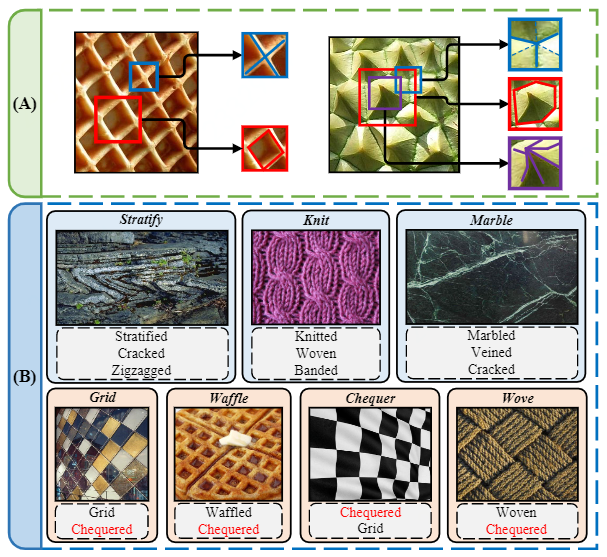 (A)
(B)
Stratify
Stratified
Cracked
Zigzagged
Knit
Knitted
Woven
Banded
Marble
Marbled
Veined
Cracked
Grid
Grid
Chequered
Waffle
Waffled
Chequered
Chequer
Chequered
Grid
Wove
Woven
Chequered